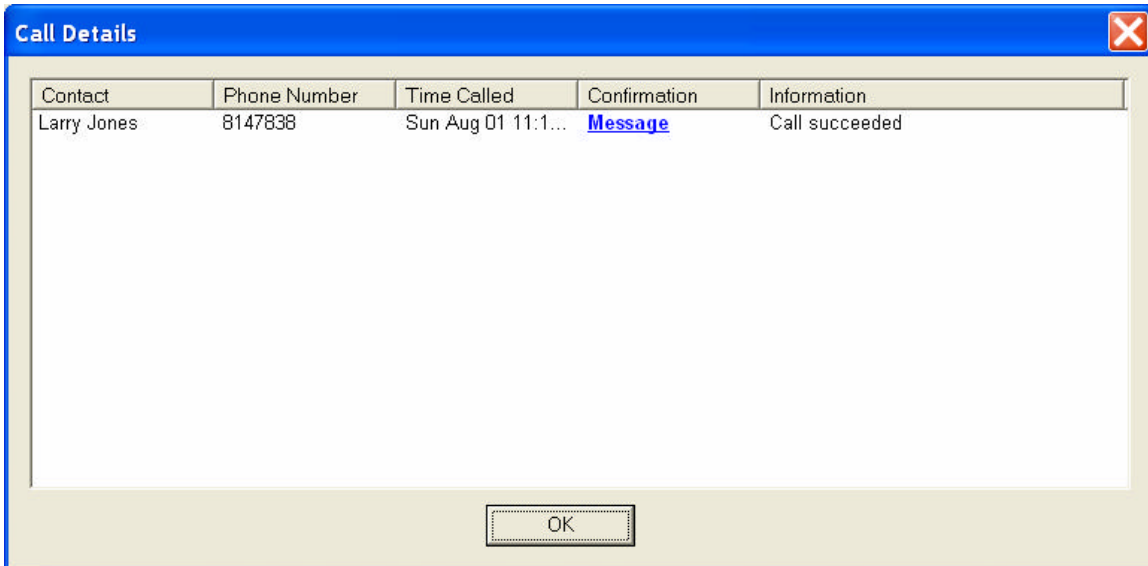 Call Details
Contact Phone Number Time Called Confirmation Information
Larry Jones 8147838 Sun Aug 01 11:1... Message Call succeeded
OK